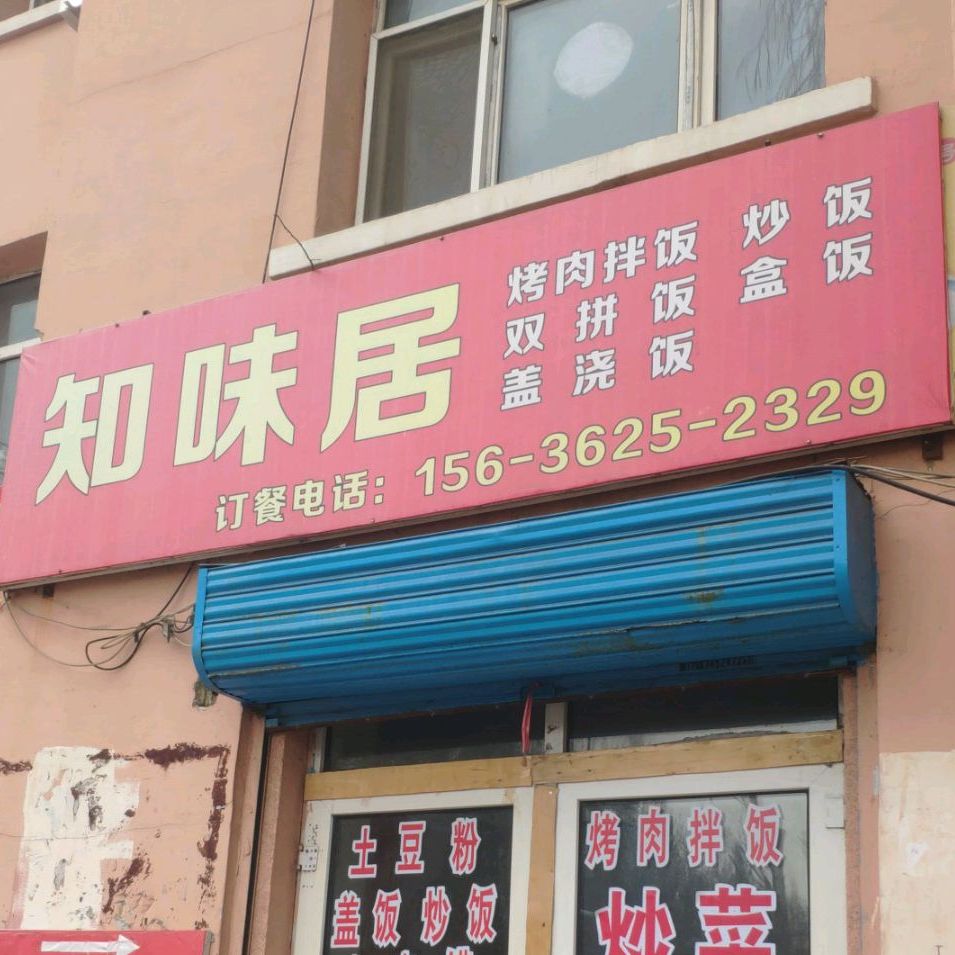 知味居
烤肉拌饭 炒饭
双拼饭 盒饭
盖浇饭
订餐电话：156-3625-2329
土豆粉
盖饭炒饭
烤肉拌饭
炒菜